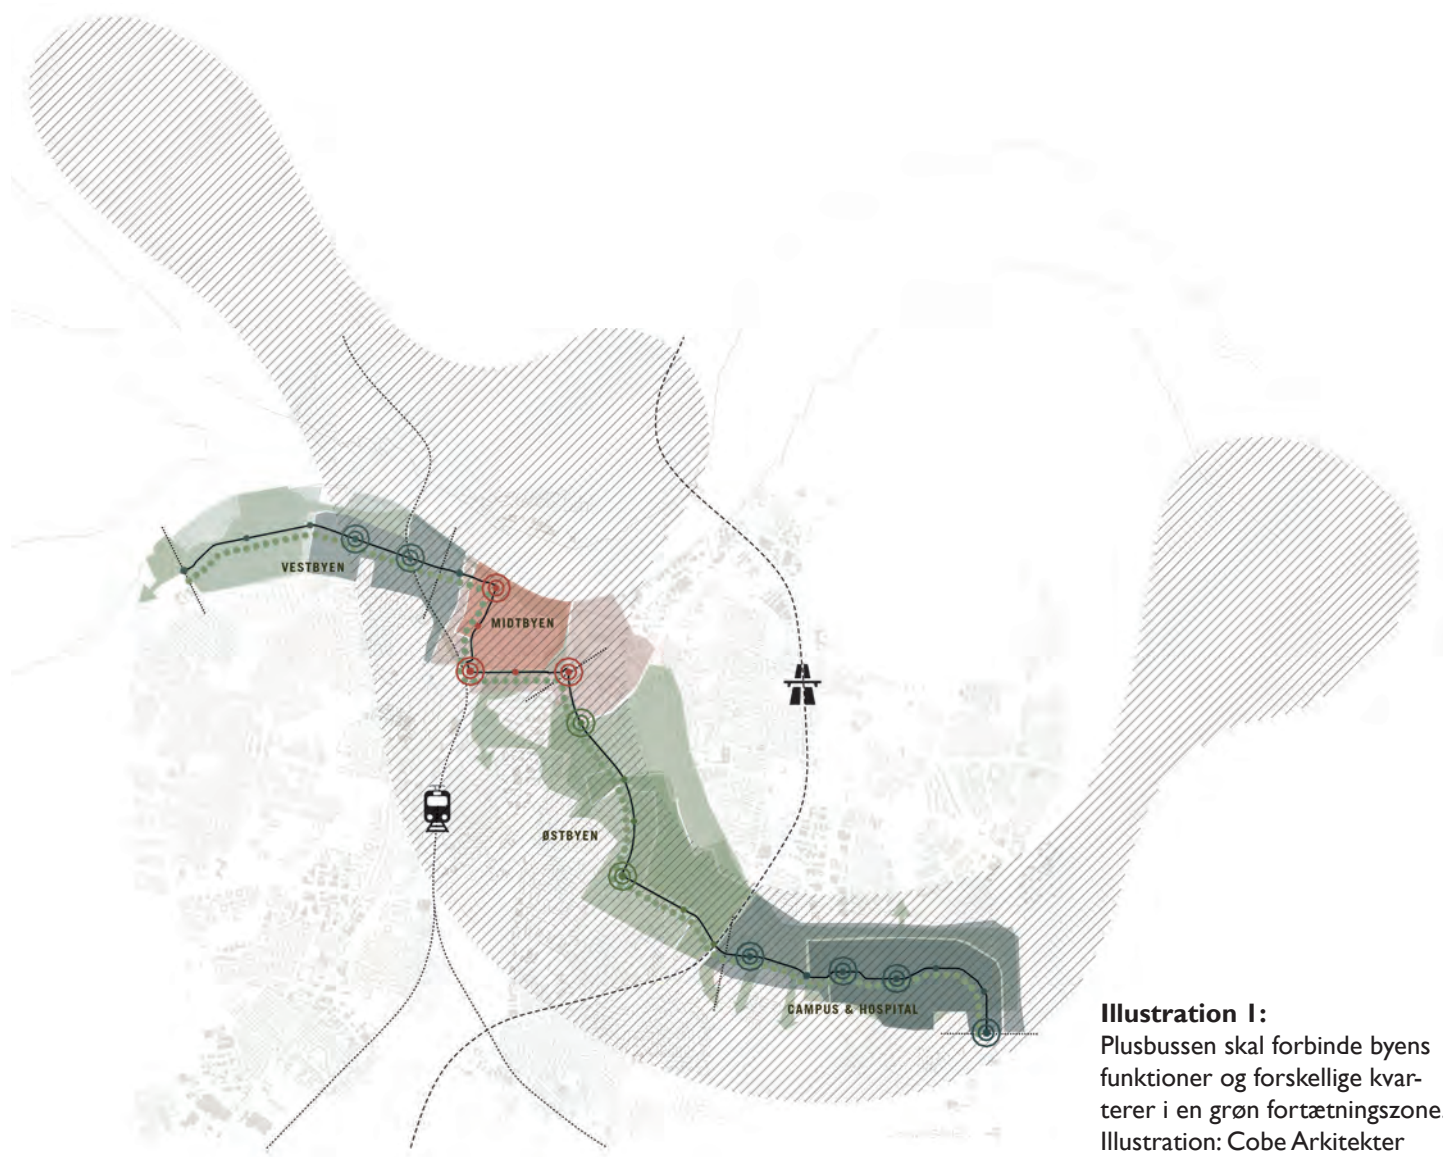 VESTBYEN
MIDTBYEN
ØSTBYEN
CAMPUS & HOSPITAL
Illustration 1:
Plusbussen skal forbinde byens
funktioner og forskellige kvar-
terer i en grøn fortætningszone.
Illustration: Cobe Arkitekter